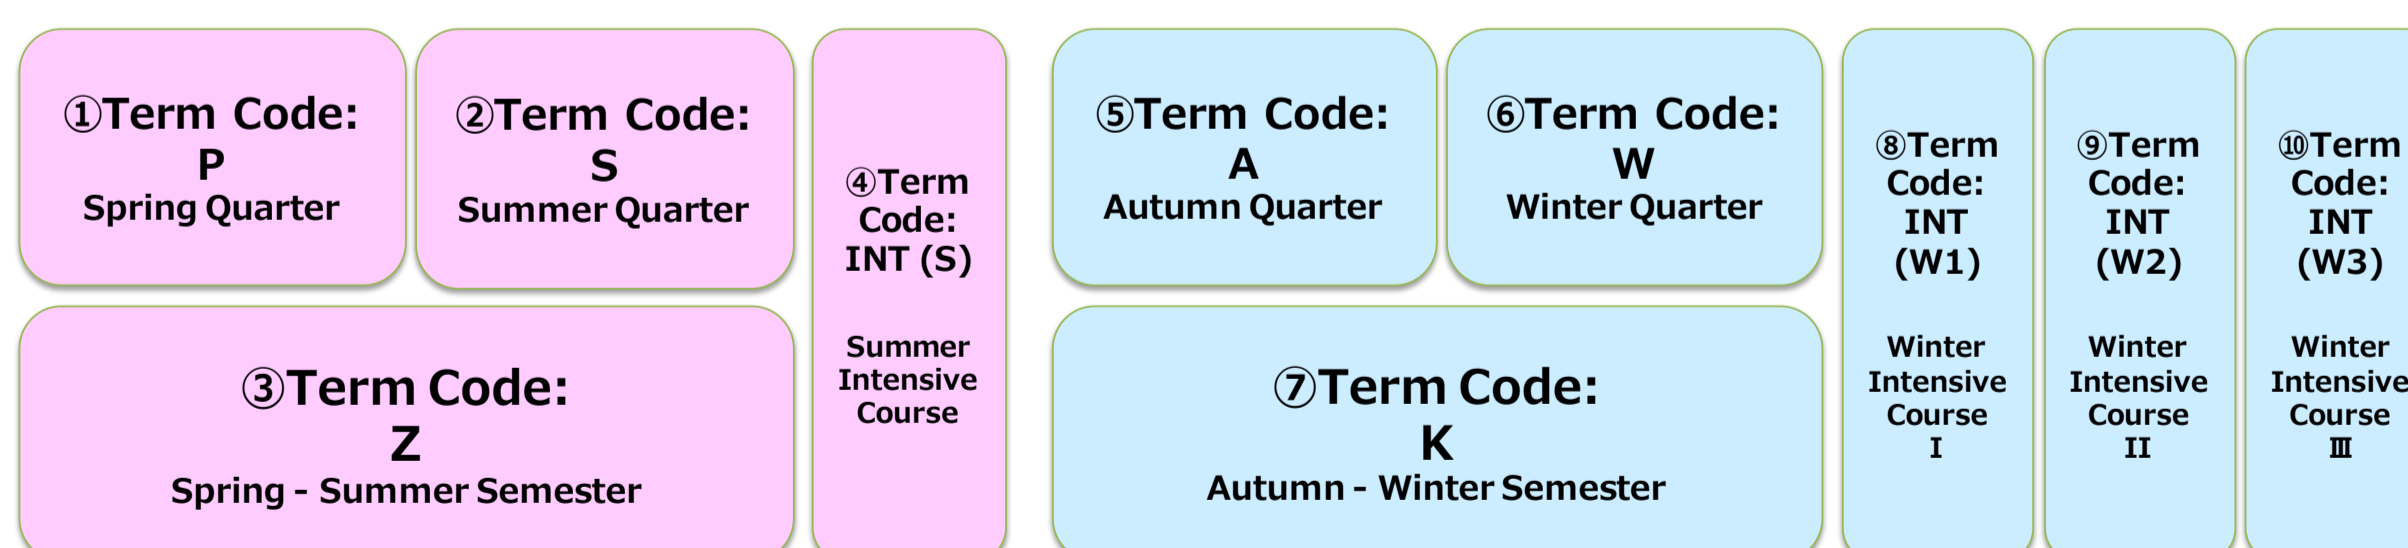 ①Term Code:
P
Spring Quarter
②Term Code:
S
Summer Quarter
③Term Code:
Z
Spring - Summer Semester
④Term
Code:
INT (S)
Summer
Intensive
Course
⑤Term Code:
A
Autumn Quarter
⑥Term Code:
W
Winter Quarter
⑦Term Code:
K
Autumn - Winter Semester
⑧Term
Code:
INT
(W1)
Winter
Intensive
Course
I
⑨Term
Code:
INT
(W2)
Winter
Intensive
Course
II
⑩Term
Code:
INT
(W3)
Winter
Intensive
Course
Ⅲ